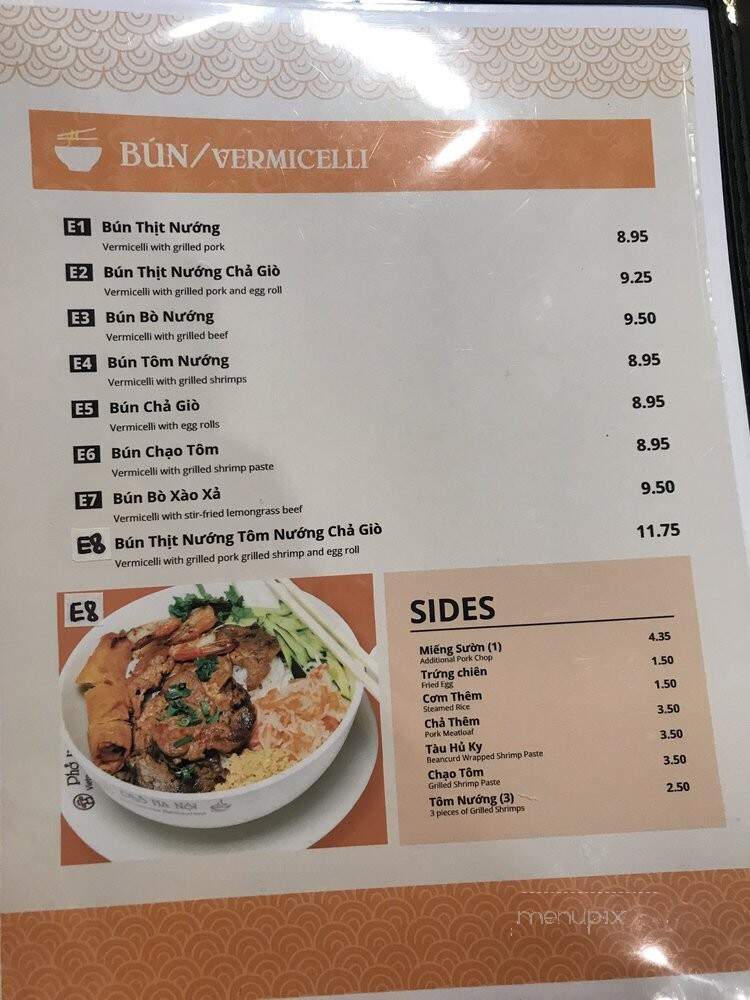 BÚN/VERMICELLI
E1 Bún Thịt Nướng 8.95
Vermicelli with grilled pork
E2 Bún Thịt Nướng Chả Giò 9.25
Vermicelli with grilled pork and egg roll
E3 Bún Bò Nướng 9.50
Vermicelli with grilled beef
E4 Bún Tôm Nướng 8.95
Vermicelli with grilled shrimps
E5 Bún Chả Giò 8.95
Vermicelli with egg rolls
E6 Bún Chạo Tôm 8.95
Vermicelli with grilled shrimp paste
E7 Bún Bò Xào Xả 9.50
Vermicelli with stir-fried lemongrass beef
E8 Bún Thịt Nướng Tôm Nướng Chả Giò 11.75
Vermicelli with grilled pork grilled shrimp and egg roll
E8
Phở
PHỞ HÀ NỘI
SIDES
Miếng Sườn (1) 4.35
Additional Pork Chop
Trứng chiên 1.50
Fried Egg
Cơm Thêm 1.50
Steamed Rice
Chả Thêm 3.50
Pork Meatloaf
Tàu Hủ Ky 3.50
Beancurd Wrapped Shrimp Paste
Chạo Tôm 3.50
Grilled Shrimp Paste
Tôm Nướng (3) 2.50
3 pieces of Grilled Shrimps
menupix